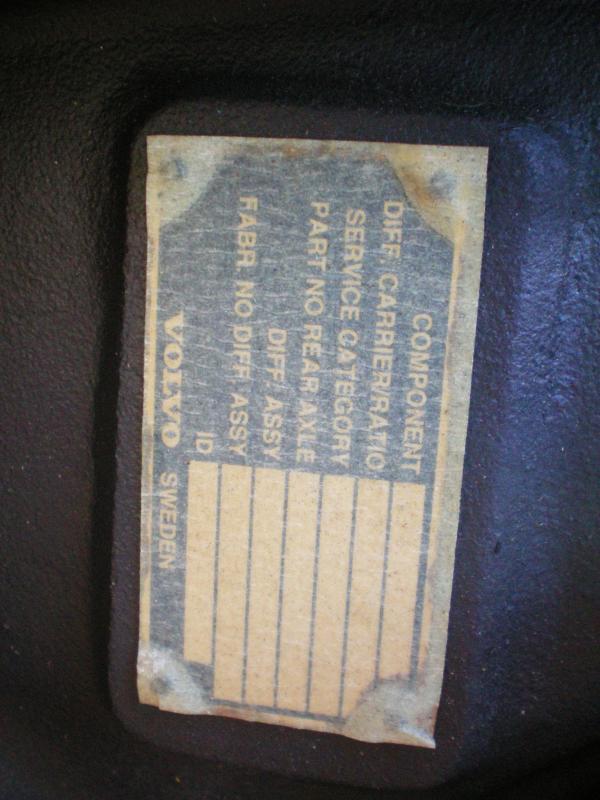 COMPONENT
DIFF. CARRIER/RATIO
SERVICE CATEGORY
PART NO REAR AXLE
DIFF. ASSY
FABR. NO DIFF. ASSY
ID
VOLVO SWEDEN